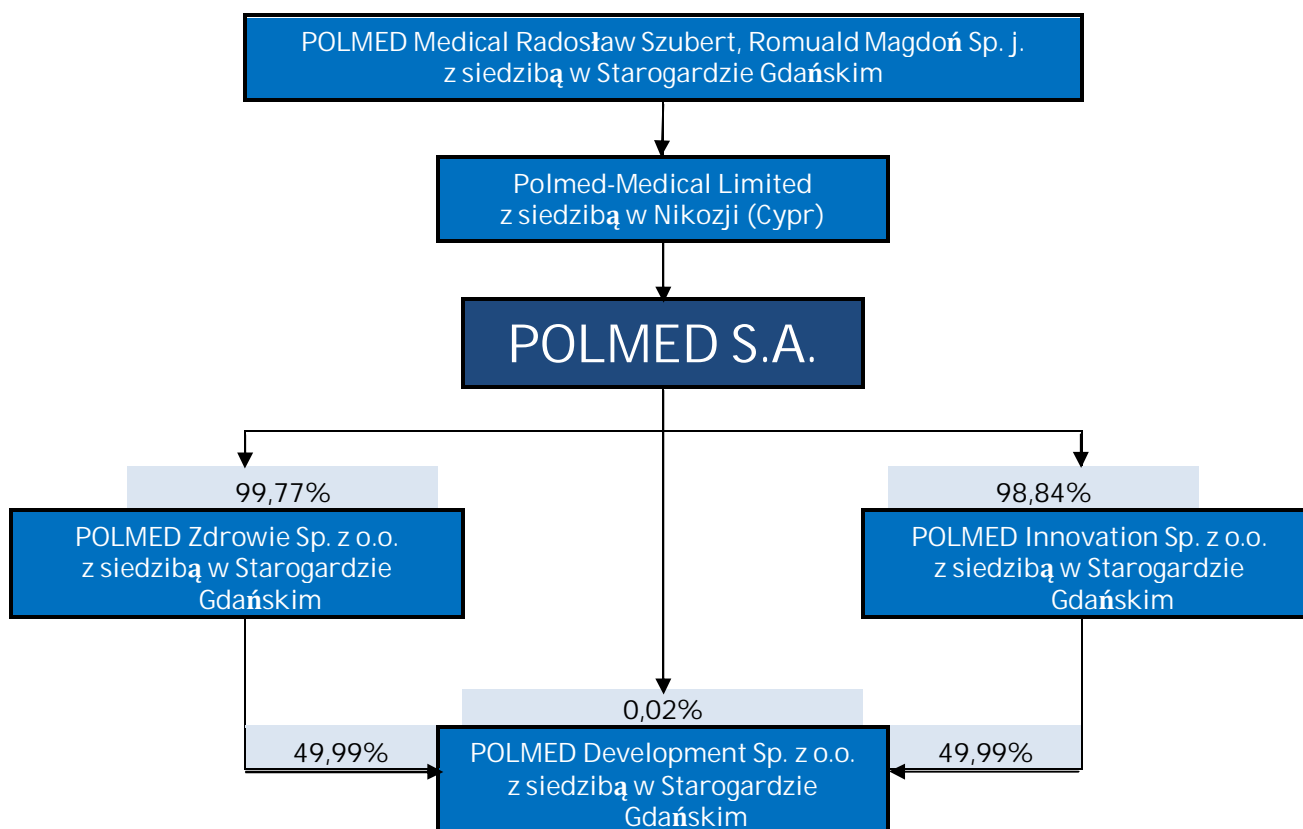 POLMED Medical Radosław Szubert, Romuald Magdoń Sp. j.
z siedzibą w Starogardzie Gdańskim
Polmed-Medical Limited
z siedzibą w Nikozji (Cypr)
POLMED S.A.
99,77%
98,84%
POLMED Zdrowie Sp. z o.o.
z siedzibą w Starogardzie
Gdańskim
POLMED Innovation Sp. z o.o.
z siedzibą w Starogardzie
Gdańskim
0,02%
49,99%
POLMED Development Sp. z o.o.
z siedzibą w Starogardzie
Gdańskim
49,99%